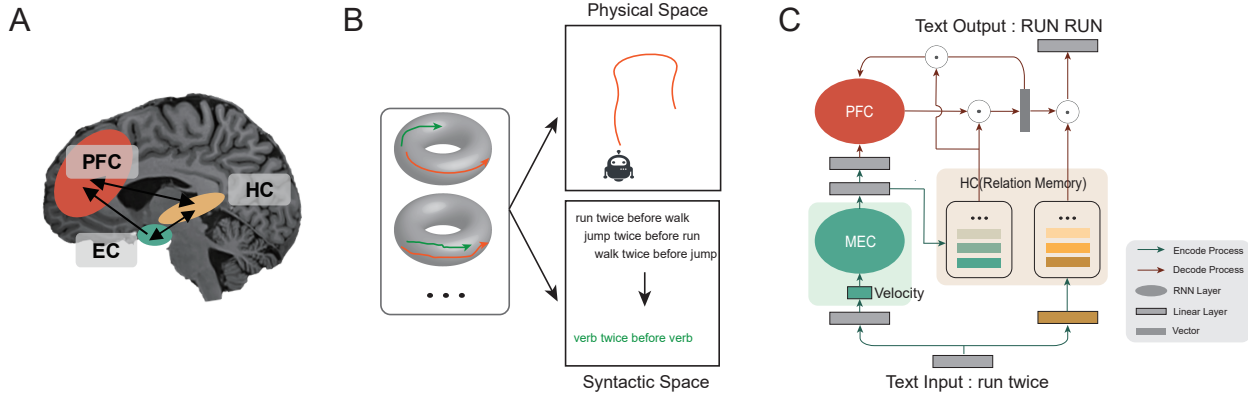 A
PFC
HC
EC
B
Physical Space
run twice before walk
jump twice before run
walk twice before jump
verb twice before verb
Syntactic Space
C
Text Output : RUN RUN
PFC
HC(Relation Memory)
MEC
Velocity
Text Input : run twice
Encode Process
Decode Process
RNN Layer
Linear Layer
Vector